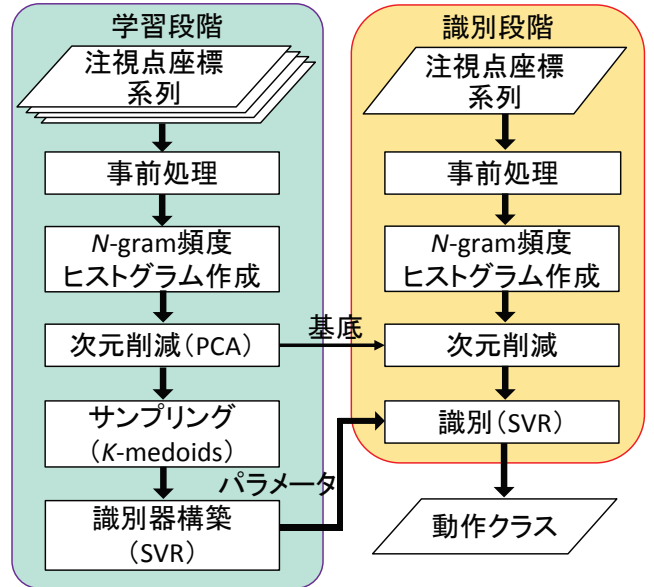 学習段階
注視点座標
系列
事前処理
N-gram頻度
ヒストグラム作成
次元削減(PCA)
サンプリング
(K-medoids)
識別器構築
(SVR)
基底
パラメータ
識別段階
注視点座標
系列
事前処理
N-gram頻度
ヒストグラム作成
次元削減
識別(SVR)
動作クラス